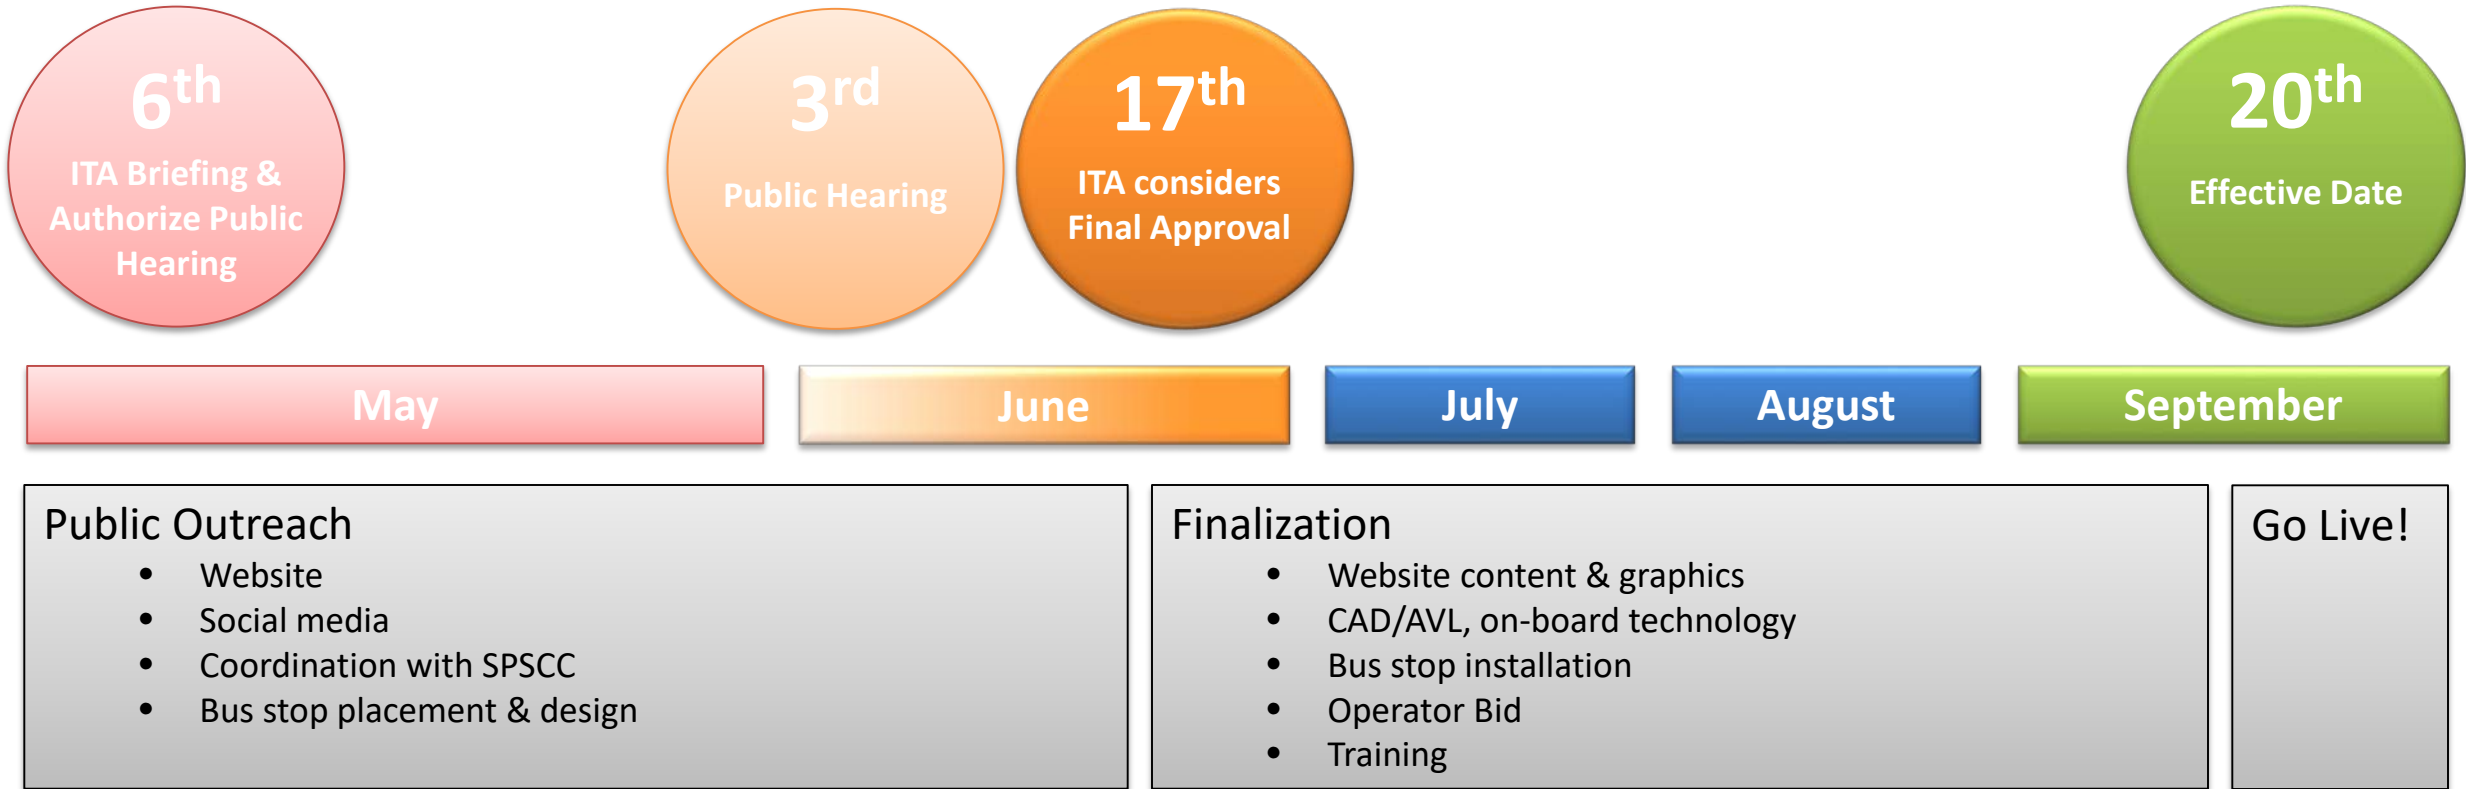 6th
ITA Briefing &
Authorize Public
Hearing
3rd
Public Hearing
17th
ITA considers
Final Approval
20th
Effective Date
May
June
July
August
September
Public Outreach
• Website
• Social media
• Coordination with SPSCC
• Bus stop placement & design
Finalization
• Website content & graphics
• CAD/AVL, on-board technology
• Bus stop installation
• Operator Bid
• Training
Go Live!